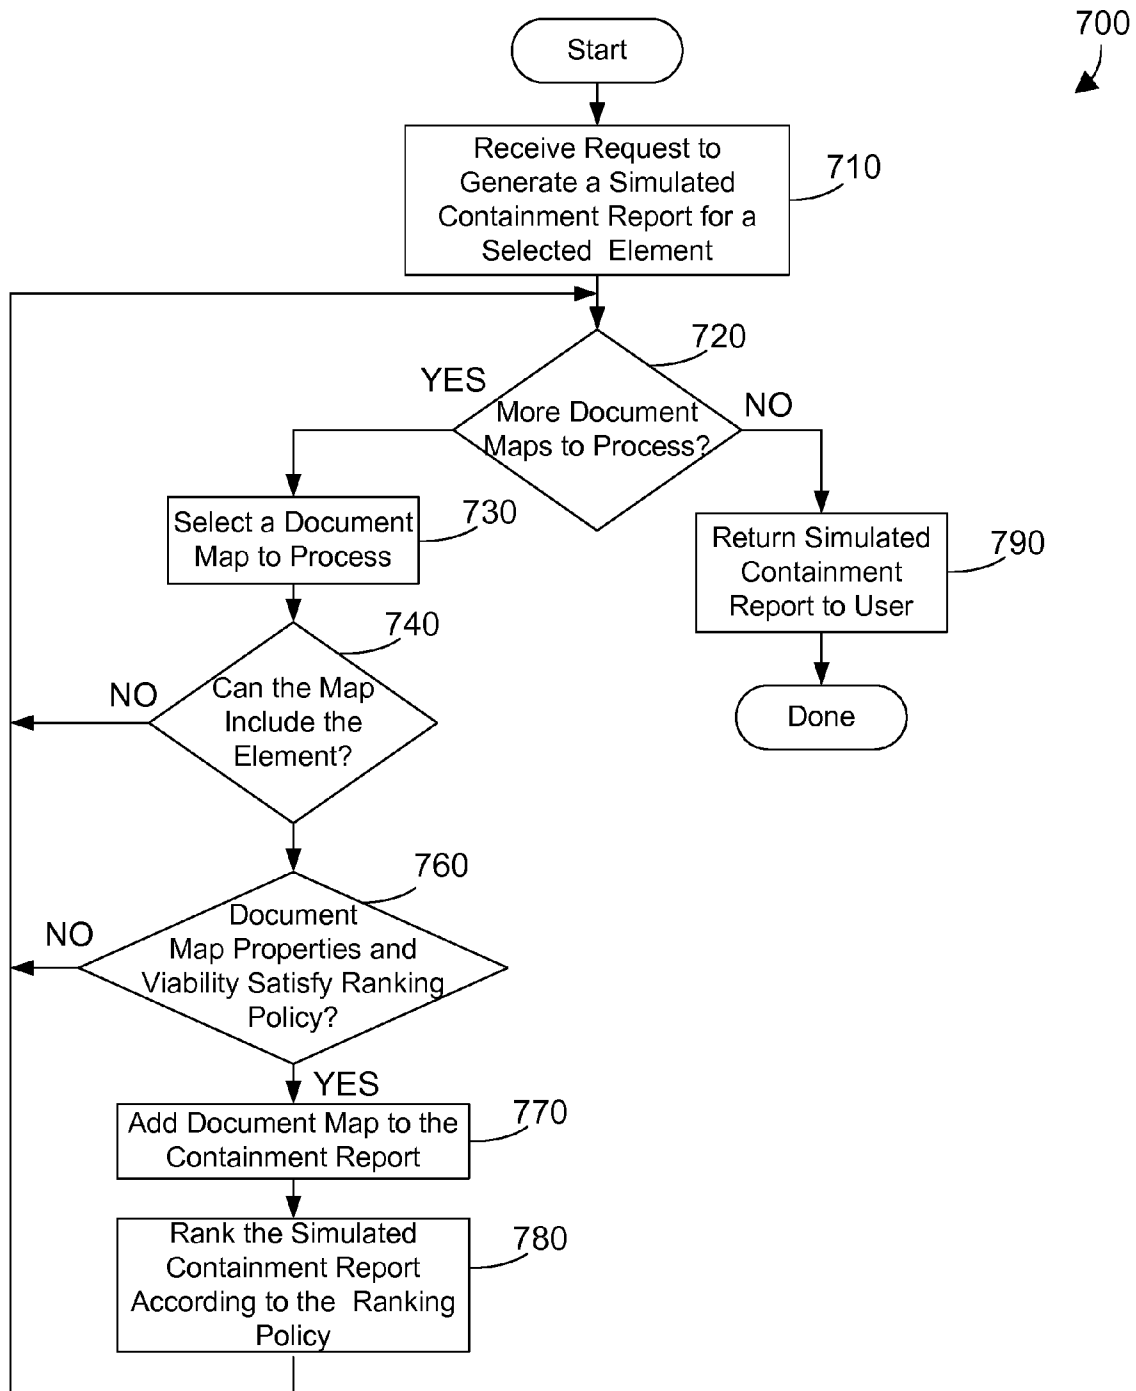 700
Start
Receive Request to
Generate a Simulated
Containment Report for a
Selected Element
710
720
YES
NO
More Document
Maps to Process?
Select a Document
Map to Process
730
Return Simulated
Containment
Report to User
790
740
NO
Can the Map
Include the
Element?
Done
760
NO
Document
Map Properties and
Viability Satisfy Ranking
Policy?
YES
Add Document Map to the
Containment Report
770
Rank the Simulated
Containment Report
According to the Ranking
Policy
780